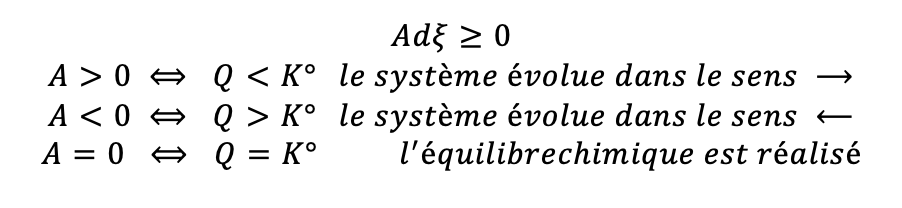 Adξ ≥ 0
A > 0 ⇔ Q < K° le système évolue dans le sens ⟶
A < 0 ⇔ Q > K° le système évolue dans le sens ⟵
A = 0 ⇔ Q = K° l'équilibrechimique est réalisé